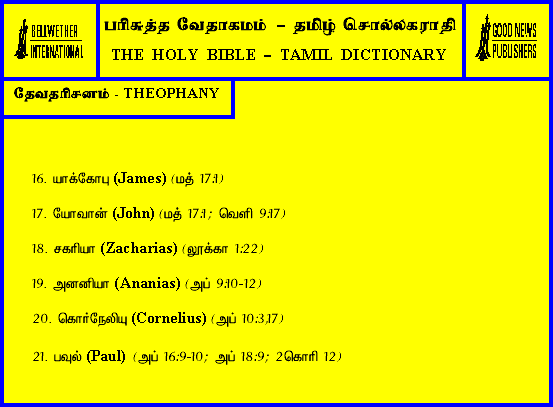 BELLWETHER
INTERNATIONAL
பரிசுத்த வேதாகமம் – தமிழ் சொல்லகராதி
THE HOLY BIBLE – TAMIL DICTIONARY
GOOD NEWS
PUBLISHERS
தேவதரிசனம் - THEOPHANY
16. யாக்கோபு (James) (மத் 17:1)
17. யோவான் (John) (மத் 17:1; வெளி 9:17)
18. சகரியா (Zacharias) (லூக்கா 1:22)
19. அனனியா (Ananias) (அப் 9:10-12)
20. கொர்நேலியு (Cornelius) (அப் 10:3,17)
21. பவுல் (Paul) (அப் 16:9-10; அப் 18:9; 2கொரி 12)